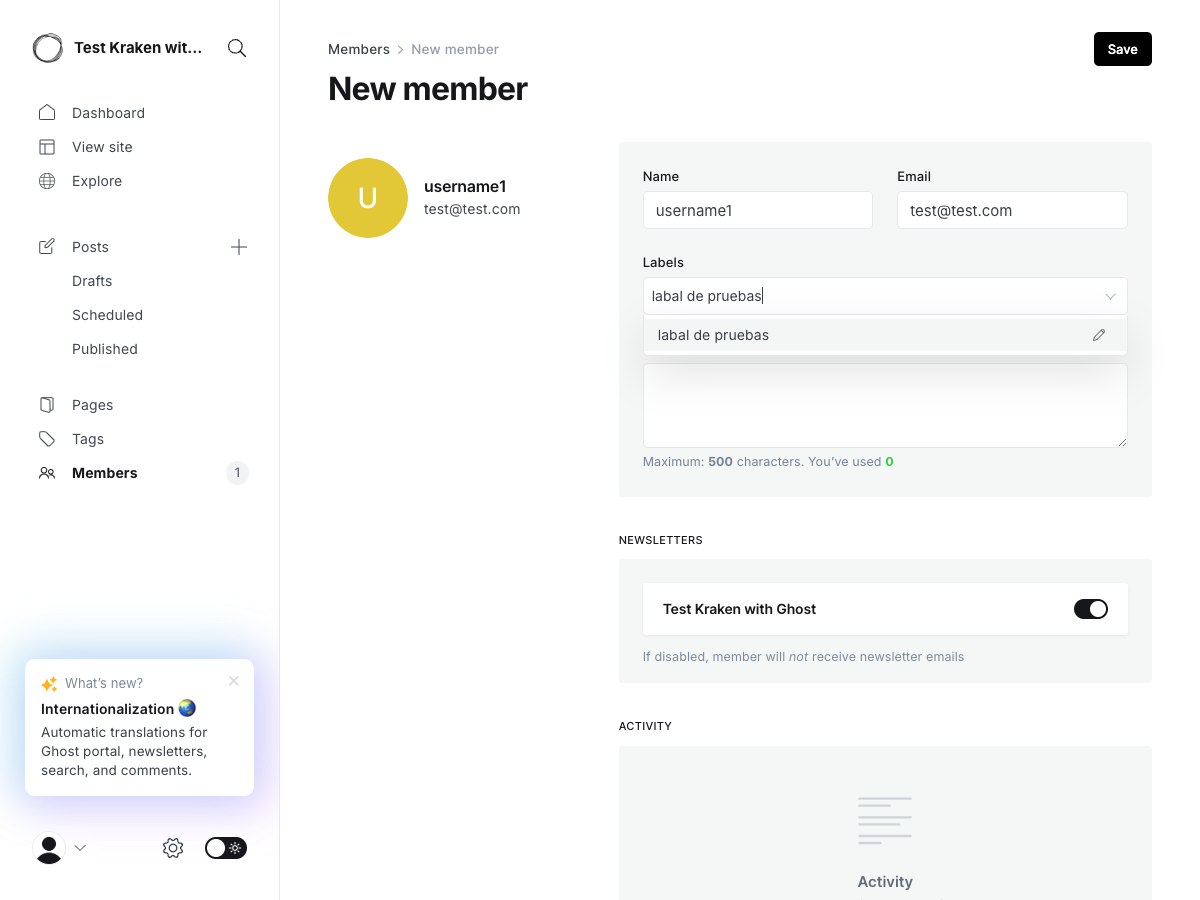 Test Kraken wit...
Dashboard
View site
Explore
Posts
Drafts
Scheduled
Published
Pages
Tags
Members
1
What’s new?
Internationalization 🌏
Automatic translations for
Ghost portal, newsletters,
search, and comments.
Members > New member
Save
New member
U
username1
test@test.com
Name
Email
username1
test@test.com
Labels
labal de pruebas
labal de pruebas
Maximum: 500 characters. You’ve used 0
NEWSLETTERS
Test Kraken with Ghost
If disabled, member will not receive newsletter emails
ACTIVITY
Activity